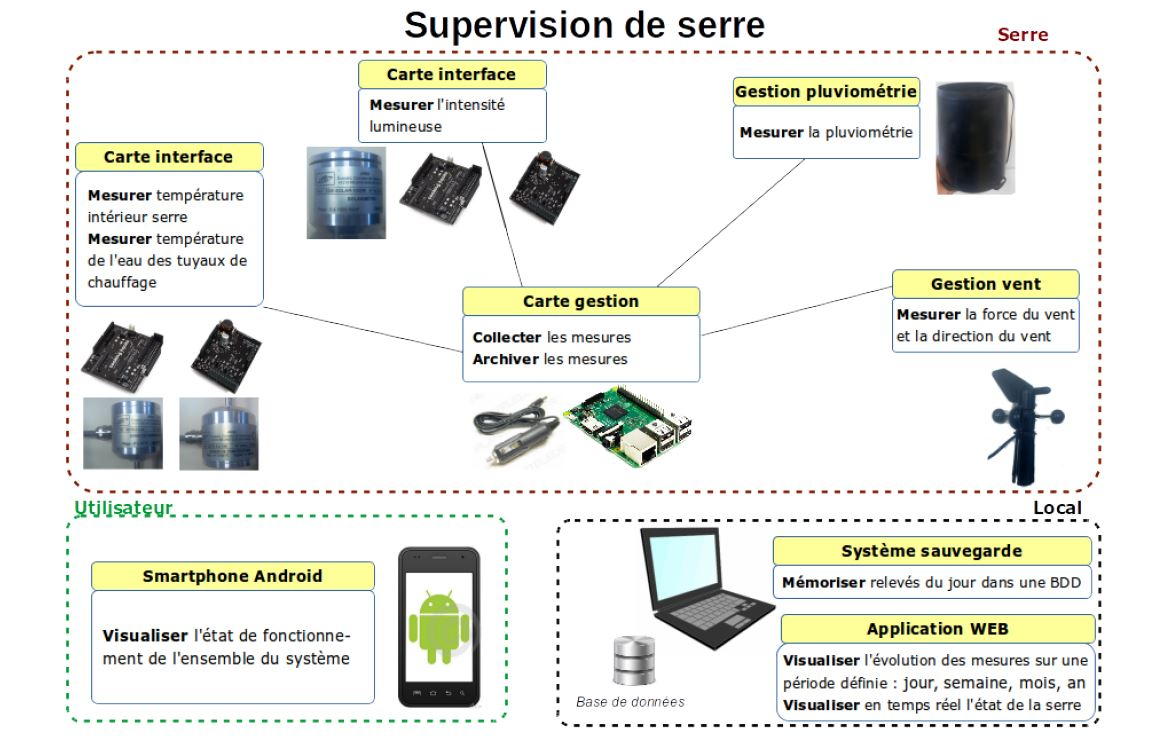 Supervision de serre
Serre
Carte interface
Mesurer l'intensité
lumineuse
Gestion pluviométrie
Mesurer la pluviométrie
Carte interface
Mesurer température
intérieur serre
Mesurer température
de l'eau des tuyaux de
chauffage
Carte gestion
Collecter les mesures
Archiver les mesures
Gestion vent
Mesurer la force du vent
et la direction du vent
Utilisateur
Smartphone Android
Visualiser l'état de fonctionne-
ment de l'ensemble du système
Local
Système sauvegarde
Mémoriser relevés du jour dans une BDD
Application WEB
Visualiser l'évolution des mesures sur une
période définie : jour, semaine, mois, an
Visualiser en temps réel l'état de la serre
Base de données